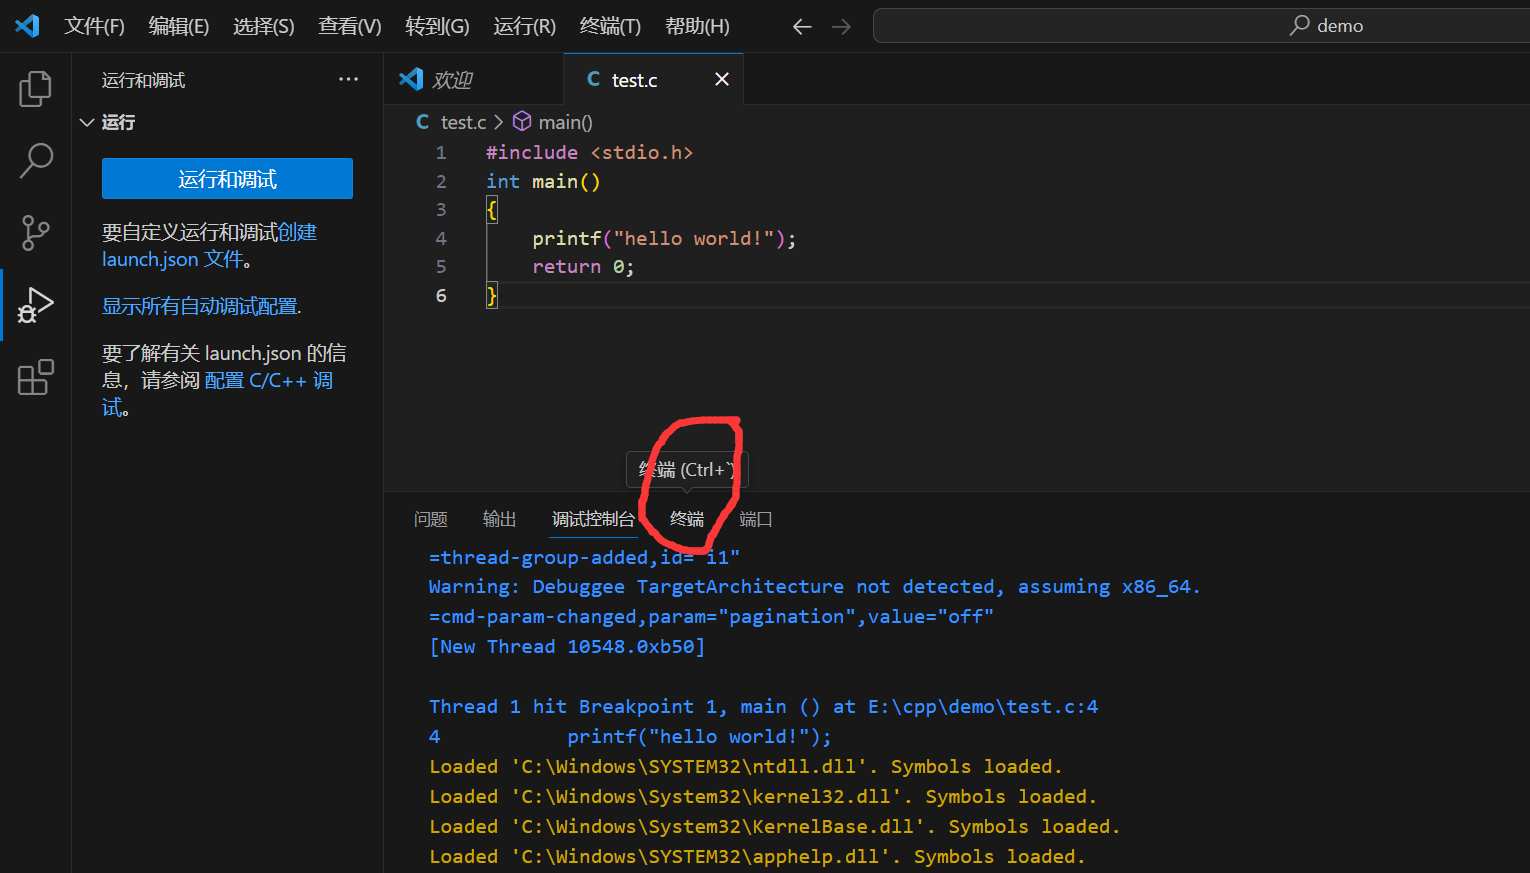 文件(F) 编辑(E) 选择(S) 查看(V) 转到(G) 运行(R) 终端(T) 帮助(H) demo
运行和调试
运行
运行和调试
要自定义运行和调试创建
launch.json 文件。
显示所有自动调试配置.
要了解有关 launch.json 的信
息，请参阅 配置 C/C++ 调
试。
欢迎 C test.c
C test.c > main()
1 #include <stdio.h>
2 int main()
3 {
4 printf("hello world!");
5 return 0;
6 }
终端 (Ctrl+`)
问题 输出 调试控制台 终端 端口
=thread-group-added,id="i1"
Warning: Debuggee TargetArchitecture not detected, assuming x86_64.
=cmd-param-changed,param="pagination",value="off"
[New Thread 10548.0xb50]
Thread 1 hit Breakpoint 1, main () at E:\cpp\demo\test.c:4
4 printf("hello world!");
Loaded 'C:\Windows\SYSTEM32\ntdll.dll'. Symbols loaded.
Loaded 'C:\Windows\System32\kernel32.dll'. Symbols loaded.
Loaded 'C:\Windows\System32\KernelBase.dll'. Symbols loaded.
Loaded 'C:\Windows\SYSTEM32\apphelp.dll'. Symbols loaded.